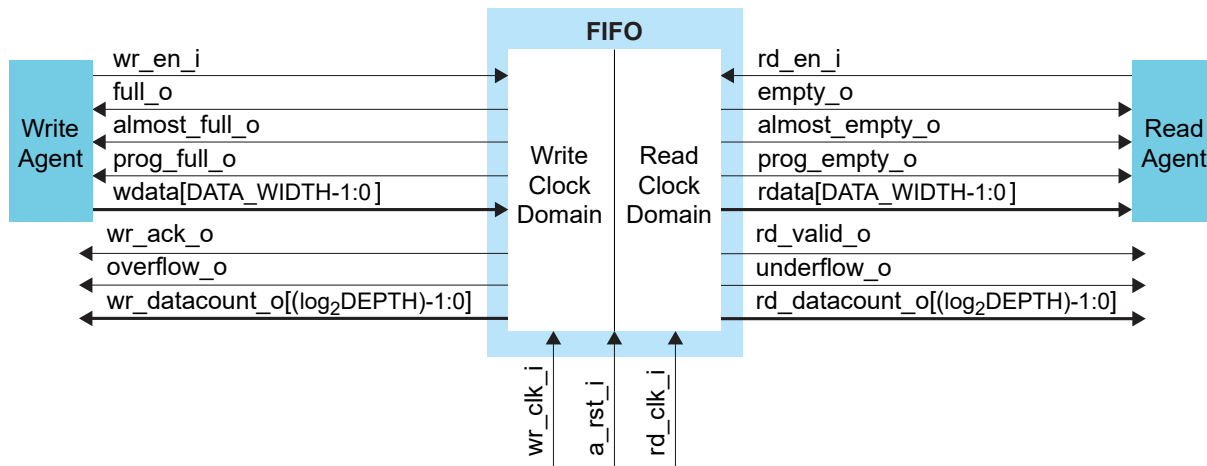 FIFO
wr_en_i
full_o
almost_full_o
prog_full_o
wdata[DATA_WIDTH-1:0]
wr_ack_o
overflow_o
wr_datacount_o[(log₂DEPTH)-1:0]
Write
Agent
Write
Clock
Domain
Read
Clock
Domain
rd_en_i
empty_o
almost_empty_o
prog_empty_o
rdata[DATA_WIDTH-1:0]
rd_valid_o
underflow_o
rd_datacount_o[(log₂DEPTH)-1:0]
Read
Agent
wr_clk_i
a_rst_i
rd_clk_i